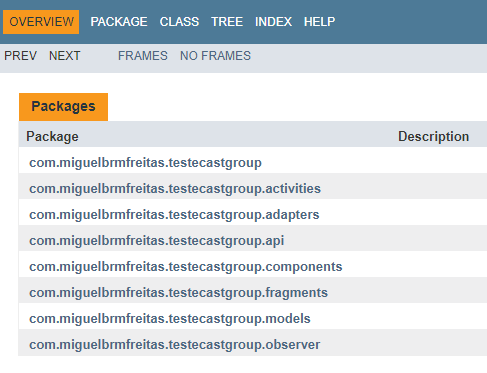 OVERVIEW PACKAGE CLASS TREE INDEX HELP
PREV NEXT FRAMES NO FRAMES
Packages
Package Description
com.miguelbrmfreitas.testecastgroup
com.miguelbrmfreitas.testecastgroup.activities
com.miguelbrmfreitas.testecastgroup.adapters
com.miguelbrmfreitas.testecastgroup.api
com.miguelbrmfreitas.testecastgroup.components
com.miguelbrmfreitas.testecastgroup.fragments
com.miguelbrmfreitas.testecastgroup.models
com.miguelbrmfreitas.testecastgroup.observer